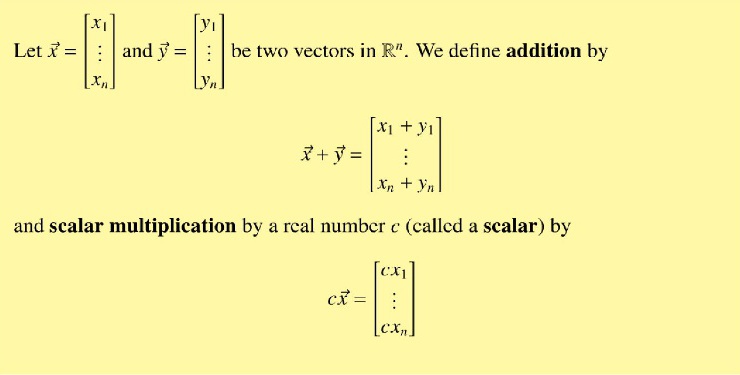 Let $\vec{x} = \begin{bmatrix} x_1 \\ \vdots \\ x_n \end{bmatrix}$ and $\vec{y} = \begin{bmatrix} y_1 \\ \vdots \\ y_n \end{bmatrix}$ be two vectors in $\mathbb{R}^n$. We define **addition** by
$\vec{x} + \vec{y} = \begin{bmatrix} x_1 + y_1 \\ \vdots \\ x_n + y_n \end{bmatrix}$
and **scalar multiplication** by a real number $c$ (called a **scalar**) by
$c\vec{x} = \begin{bmatrix} cx_1 \\ \vdots \\ cx_n \end{bmatrix}$